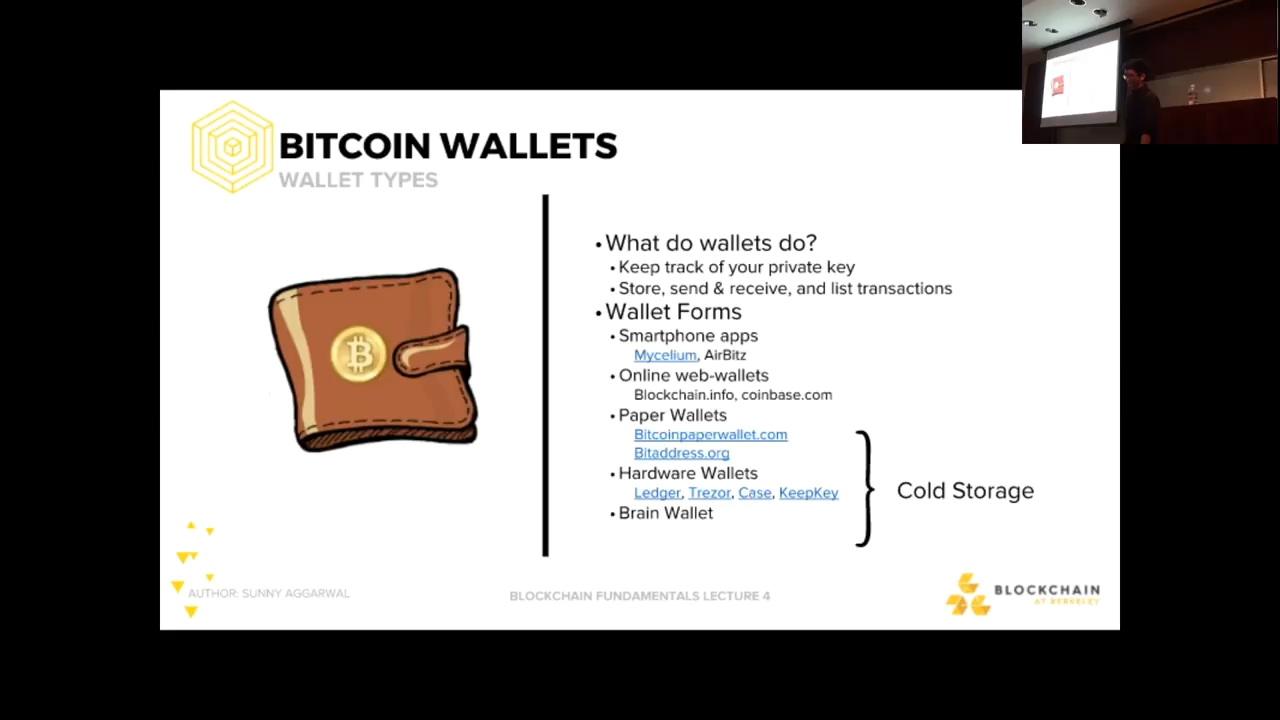 BITCOIN WALLETS
WALLET TYPES
•What do wallets do?
•Keep track of your private key
•Store, send & receive, and list transactions
•Wallet Forms
•Smartphone apps
Mycelium, AirBitz
•Online web-wallets
Blockchain.info, coinbase.com
•Paper Wallets
Bitcoinpaperwallet.com
Bitaddress.org
•Hardware Wallets
Ledger, Trezor, Case, KeepKey
•Brain Wallet
Cold Storage
AUTHOR: SUNNY AGGARWAL
BLOCKCHAIN FUNDAMENTALS LECTURE 4
BLOCKCHAIN
AT BERKELEY